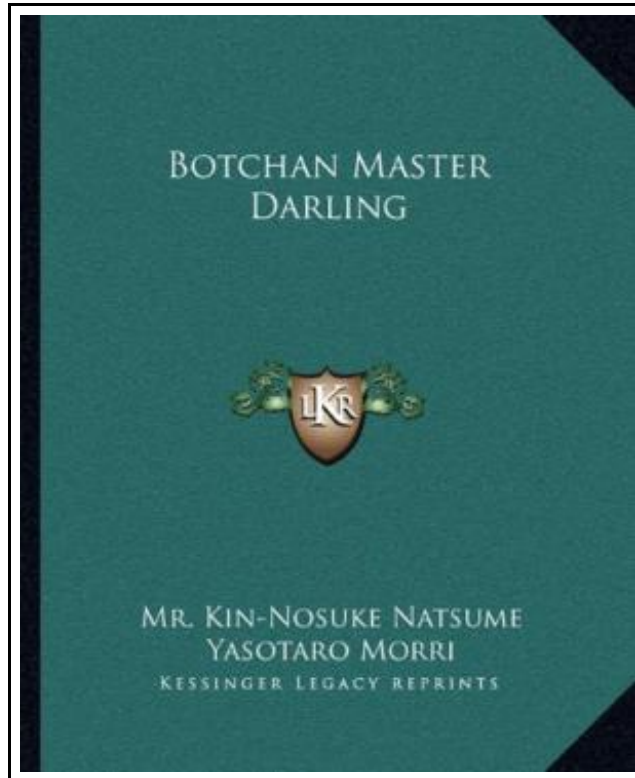 Botchan Master
Darling
LKR
Mr. Kin-Nosuke Natsume
Yasotaro Morri
Kessinger Legacy reprints